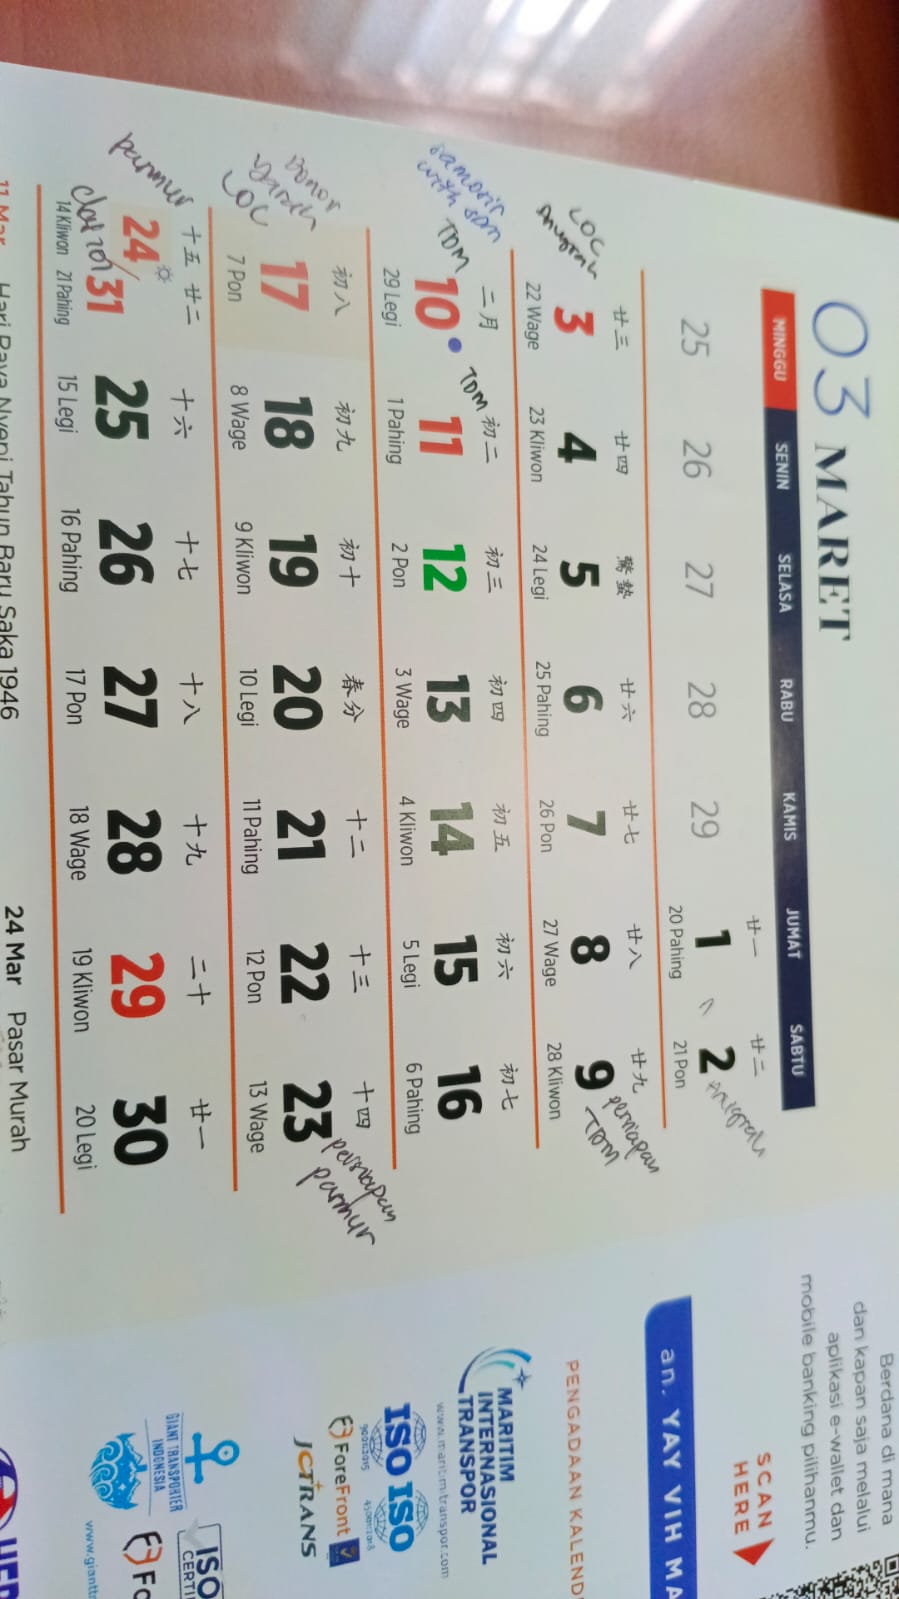 03 MARET
MINGGU SENIN SELASA RABU KAMIS JUMAT SABTU
廿一 廿二
25 26 27 28 29 1 2 Anugrah
20 Pahing 21 Pon
廿三 廿四 驚蟄 廿六 廿七 廿八 廿九
LOC Anugrah 3 4 5 6 7 8 9 persiapan TDM
22 Wage 23 Kliwon 24 Legi 25 Pahing 26 Pon 27 Wage 28 Kliwon
二月 初二 初三 初四 初五 初六 初七
samosir with sdm TDM 10 TDM 11 12 13 14 15 16
29 Legi 1 Pahing 2 Pon 3 Wage 4 Kliwon 5 Legi 6 Pahing
初八 初九 初十 春分 十二 十三 十四
Donor Darah LOC 17 18 19 20 21 22 23 persiapan pasmur
7 Pon 8 Wage 9 Kliwon 10 Legi 11 Pahing 12 Pon 13 Wage
十五 廿二 十六 十七 十八 十九 二十 廿一
pasmur 24 / 31 25 26 27 28 29 30
14 Kliwon 21 Pahing 15 Legi 16 Pahing 17 Pon 18 Wage 19 Kliwon 20 Legi
11 Mar Hari Raya Nyepi Tahun Baru Saka 1946
24 Mar Pasar Murah
Berdana di mana
dan kapan saja melalui
aplikasi e-wallet dan
mobile banking pilihanmu.
SCAN
HERE
an. YAY VIH MA
PENGADAAN KALEND
MARITIM
INTERNASIONAL
TRANSPOR
www.maritimtranspor.com
ISO ISO
9001:2015
ForeFront
JCTRANS
GIANT TRANSPORTER
INDONESIA
ISO
CERTI
Fo
www.giantt